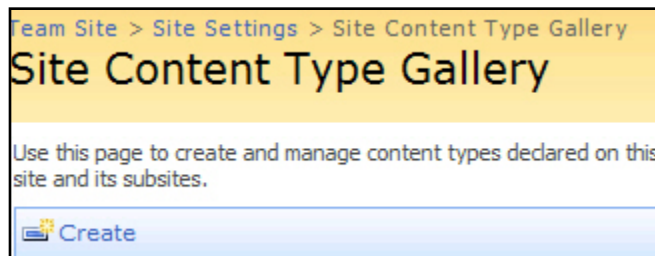 Team Site > Site Settings > Site Content Type Gallery
Site Content Type Gallery
Use this page to create and manage content types declared on this
site and its subsites.
Create